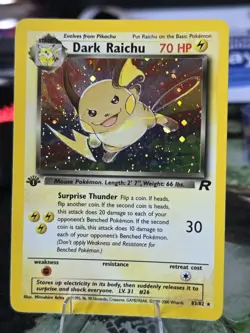 Evolves from Pikachu
Put Raichu on the Basic Pokémon.
Dark Raichu 70 HP
1
EDITION
Mouse Pokémon. Length: 2' 7", Weight: 66 lbs.
R
Surprise Thunder Flip a coin. If heads,
flip another coin. If the second coin is heads,
this attack does 20 damage to each of your
opponent's Benched Pokémon. If the second
coin is tails, this attack does 10 damage to each
of your opponent's Benched Pokémon.
(Don't apply Weakness and Resistance for
Benched Pokémon.)
30
weakness
resistance
retreat cost
Stores up electricity in its body, then suddenly releases it to
surprise and shock everyone. LV. 31 #26
83/82